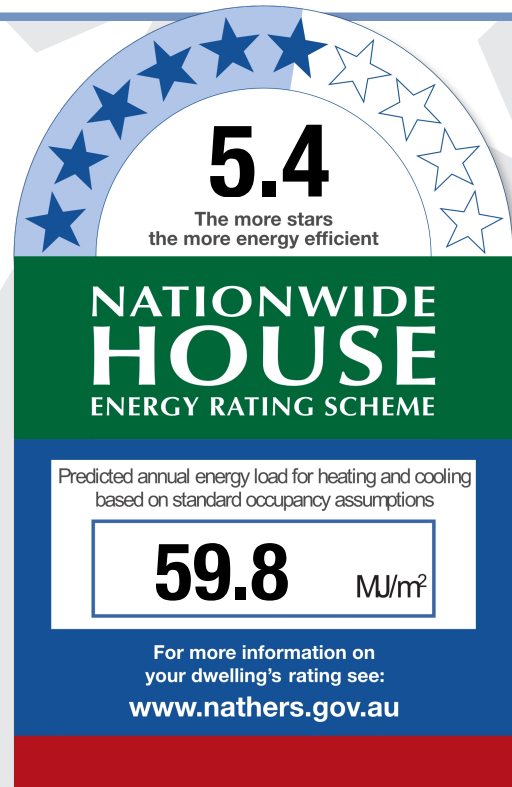 5.4
The more stars
the more energy efficient
NATIONWIDE
HOUSE
ENERGY RATING SCHEME
Predicted annual energy load for heating and cooling
based on standard occupancy assumptions
59.8 MJ/m²
For more information on
your dwelling's rating see:
www.nathers.gov.au